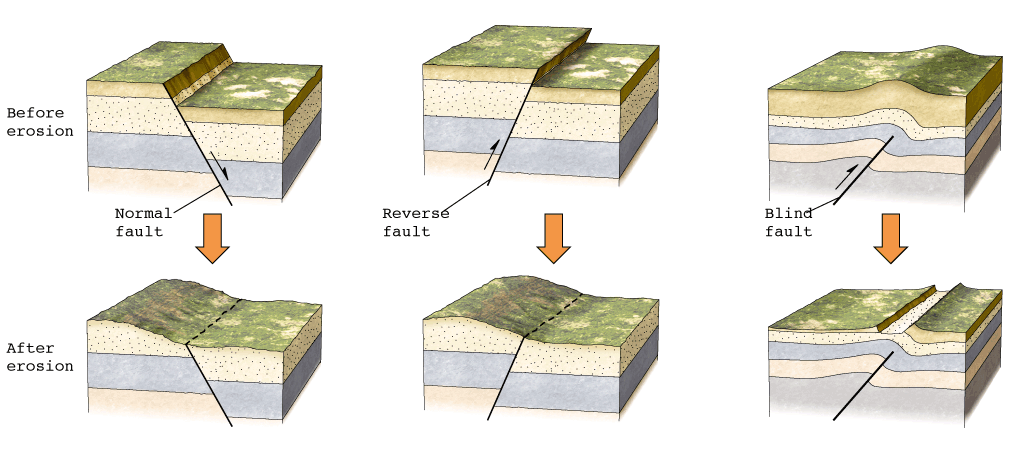 Before
erosion
Normal
fault
Reverse
fault
Blind
fault
After
erosion